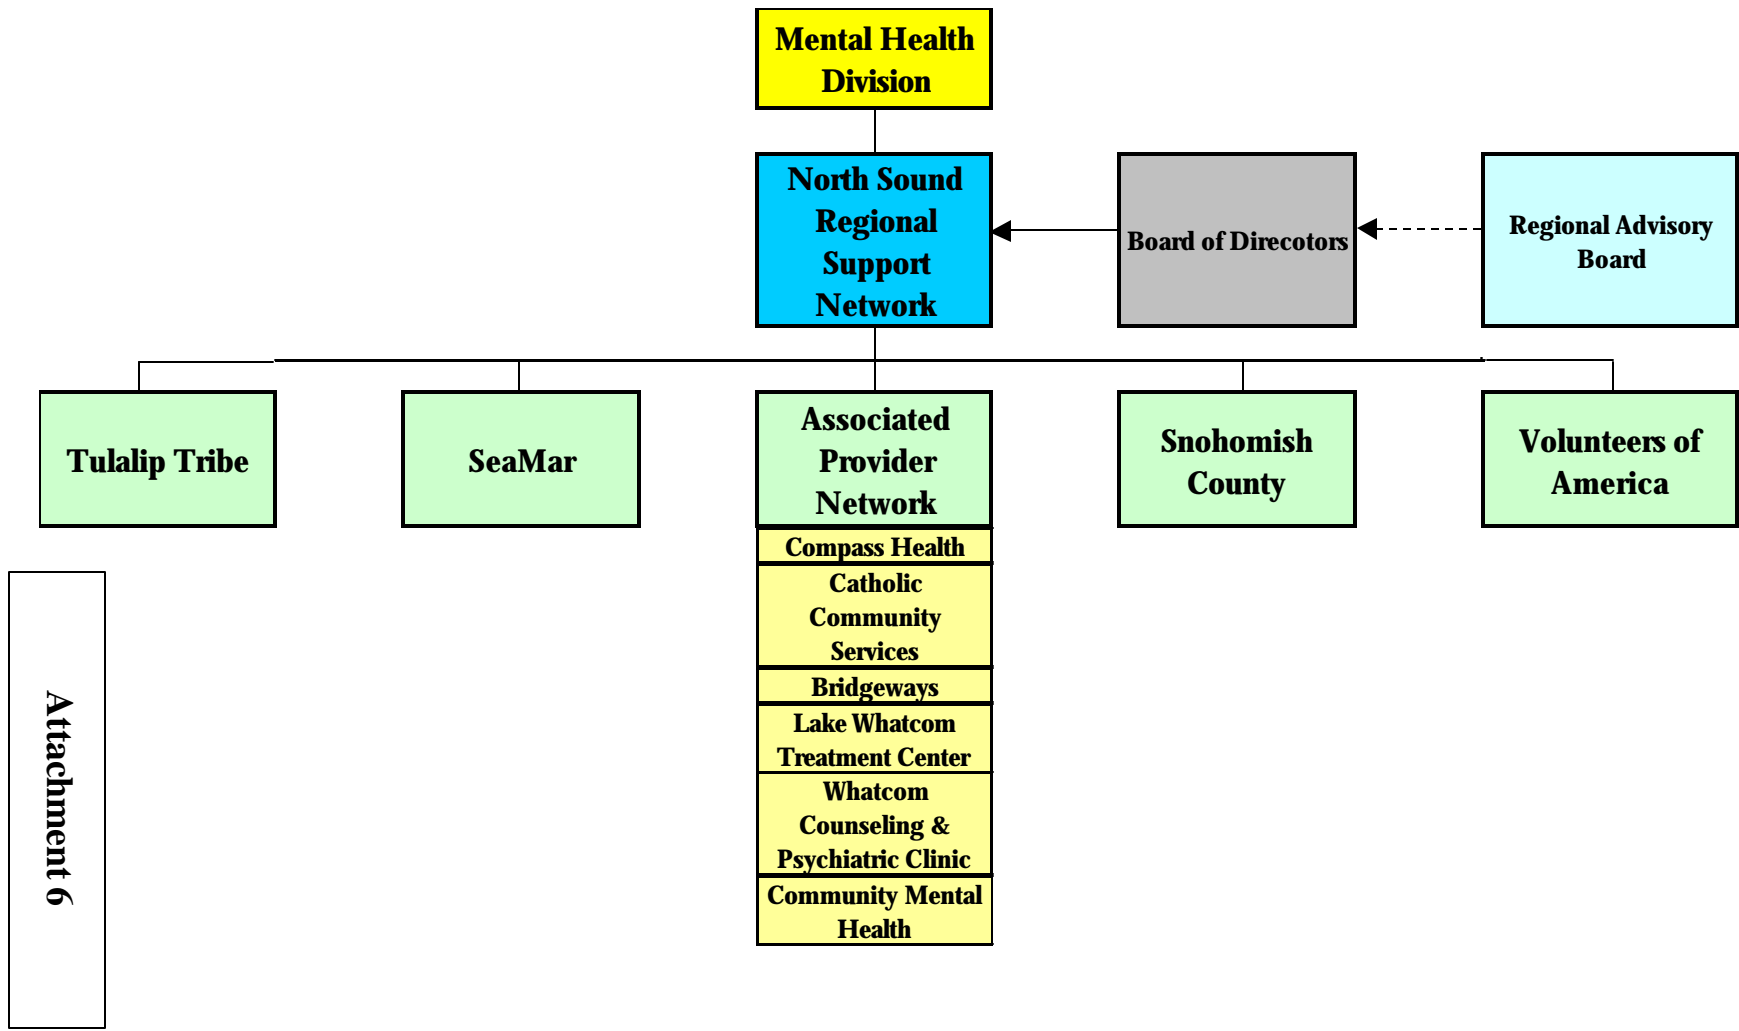 Mental Health
Division
North Sound
Regional
Support
Network
Board of Direcotors
Regional Advisory
Board
Tulalip Tribe
SeaMar
Associated
Provider
Network
Snohomish
County
Volunteers of
America
Compass Health
Catholic
Community
Services
Bridgeways
Lake Whatcom
Treatment Center
Whatcom
Counseling &
Psychiatric Clinic
Community Mental
Health
Attachment 6